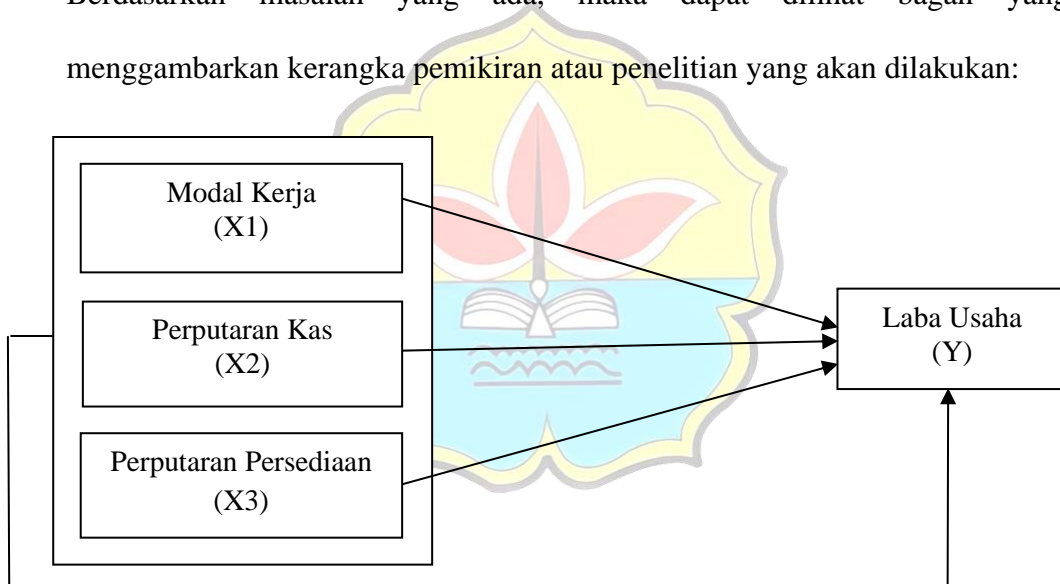 Berdasarkan masalah yang ada, maka dapat dilihat bagan yang
menggambarkan kerangka pemikiran atau penelitian yang akan dilakukan:
Modal Kerja
(X1)
Perputaran Kas
(X2)
Laba Usaha
(Y)
Perputaran Persediaan
(X3)